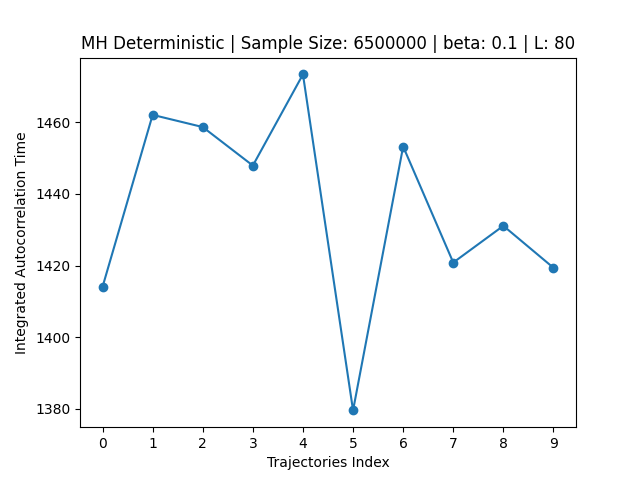 MH Deterministic | Sample Size: 6500000 | beta: 0.1 | L: 80
Integrated Autocorrelation Time
1460
1440
1420
1400
1380
0 1 2 3 4 5 6 7 8 9
Trajectories Index